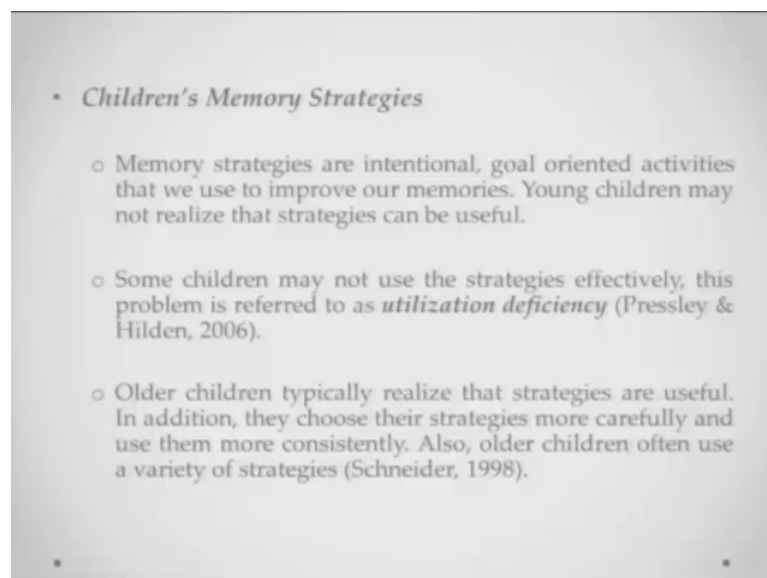 • Children's Memory Strategies
o Memory strategies are intentional, goal oriented activities
that we use to improve our memories. Young children may
not realize that strategies can be useful.
o Some children may not use the strategies effectively, this
problem is referred to as utilization deficiency (Pressley &
Hilden, 2006).
o Older children typically realize that strategies are useful.
In addition, they choose their strategies more carefully and
use them more consistently. Also, older children often use
a variety of strategies (Schneider, 1998).